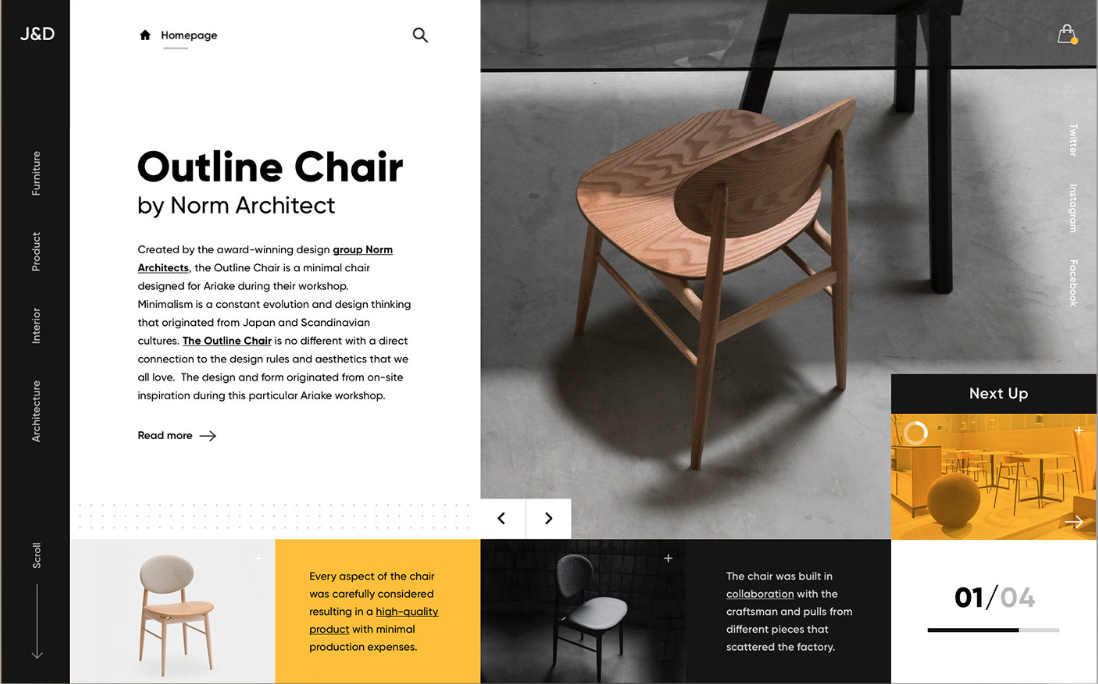 J&D
Furniture
Product
Interior
Architecture
Scroll
Homepage
Outline Chair
by Norm Architect
Created by the award-winning design group Norm
Architects, the Outline Chair is a minimal chair
designed for Ariake during their workshop.
Minimalism is a constant evolution and design thinking
that originated from Japan and Scandinavian
cultures. The Outline Chair is no different with a direct
connection to the design rules and aesthetics that we
all love.  The design and form originated from on-site
inspiration during this particular Ariake workshop.
Read more
Twitter
Instagram
Facebook
Next Up
Every aspect of the chair
was carefully considered
resulting in a high-quality
product with minimal
production expenses.
The chair was built in
collaboration with the
craftsman and pulls from
different pieces that
scattered the factory.
01/04